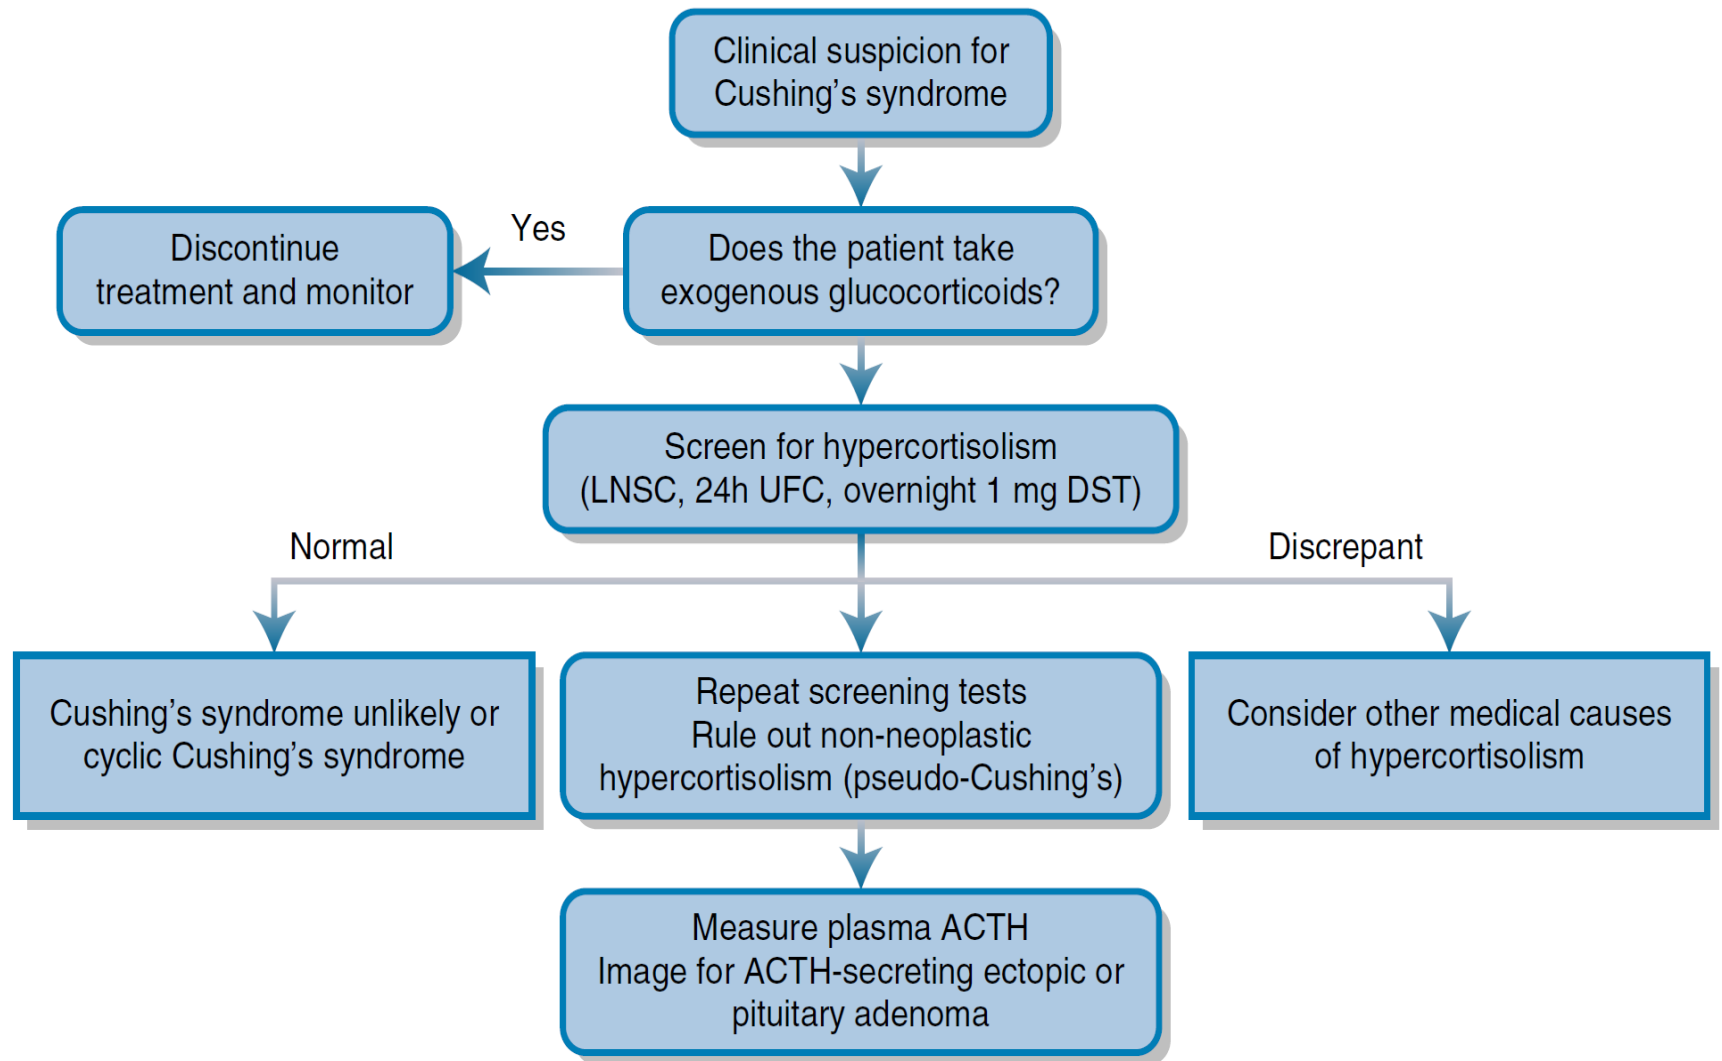 Clinical suspicion for
Cushing’s syndrome
Yes
Discontinue
treatment and monitor
Does the patient take
exogenous glucocorticoids?
Screen for hypercortisolism
(LNSC, 24h UFC, overnight 1 mg DST)
Normal
Discrepant
Cushing’s syndrome unlikely or
cyclic Cushing’s syndrome
Repeat screening tests
Rule out non-neoplastic
hypercortisolism (pseudo-Cushing’s)
Consider other medical causes
of hypercortisolism
Measure plasma ACTH
Image for ACTH-secreting ectopic or
pituitary adenoma